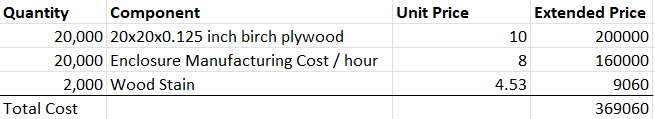 Quantity Component Unit Price Extended Price
20,000 20x20x0.125 inch birch plywood 10 200000
20,000 Enclosure Manufacturing Cost / hour 8 160000
2,000 Wood Stain 4.53 9060
Total Cost 369060